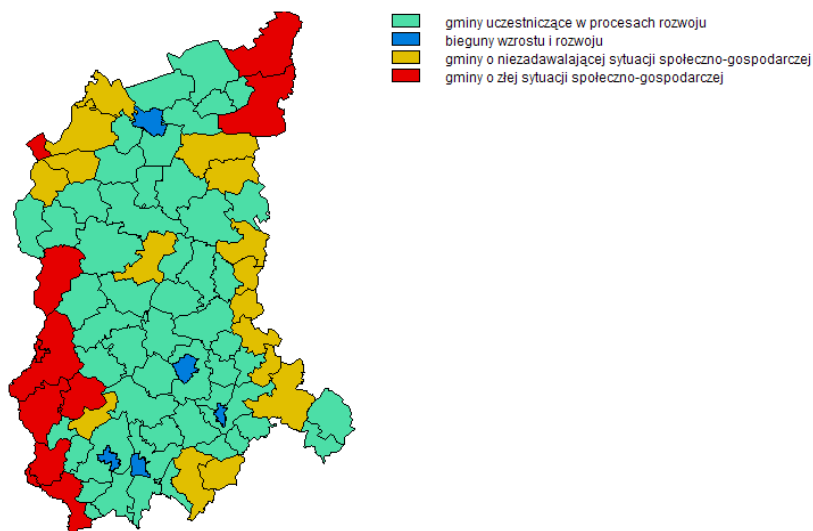 gminy uczestniczące w procesach rozwoju
bieguny wzrostu i rozwoju
gminy o niezadawalającej sytuacji społeczno-gospodarczej
gminy o złej sytuacji społeczno-gospodarczej